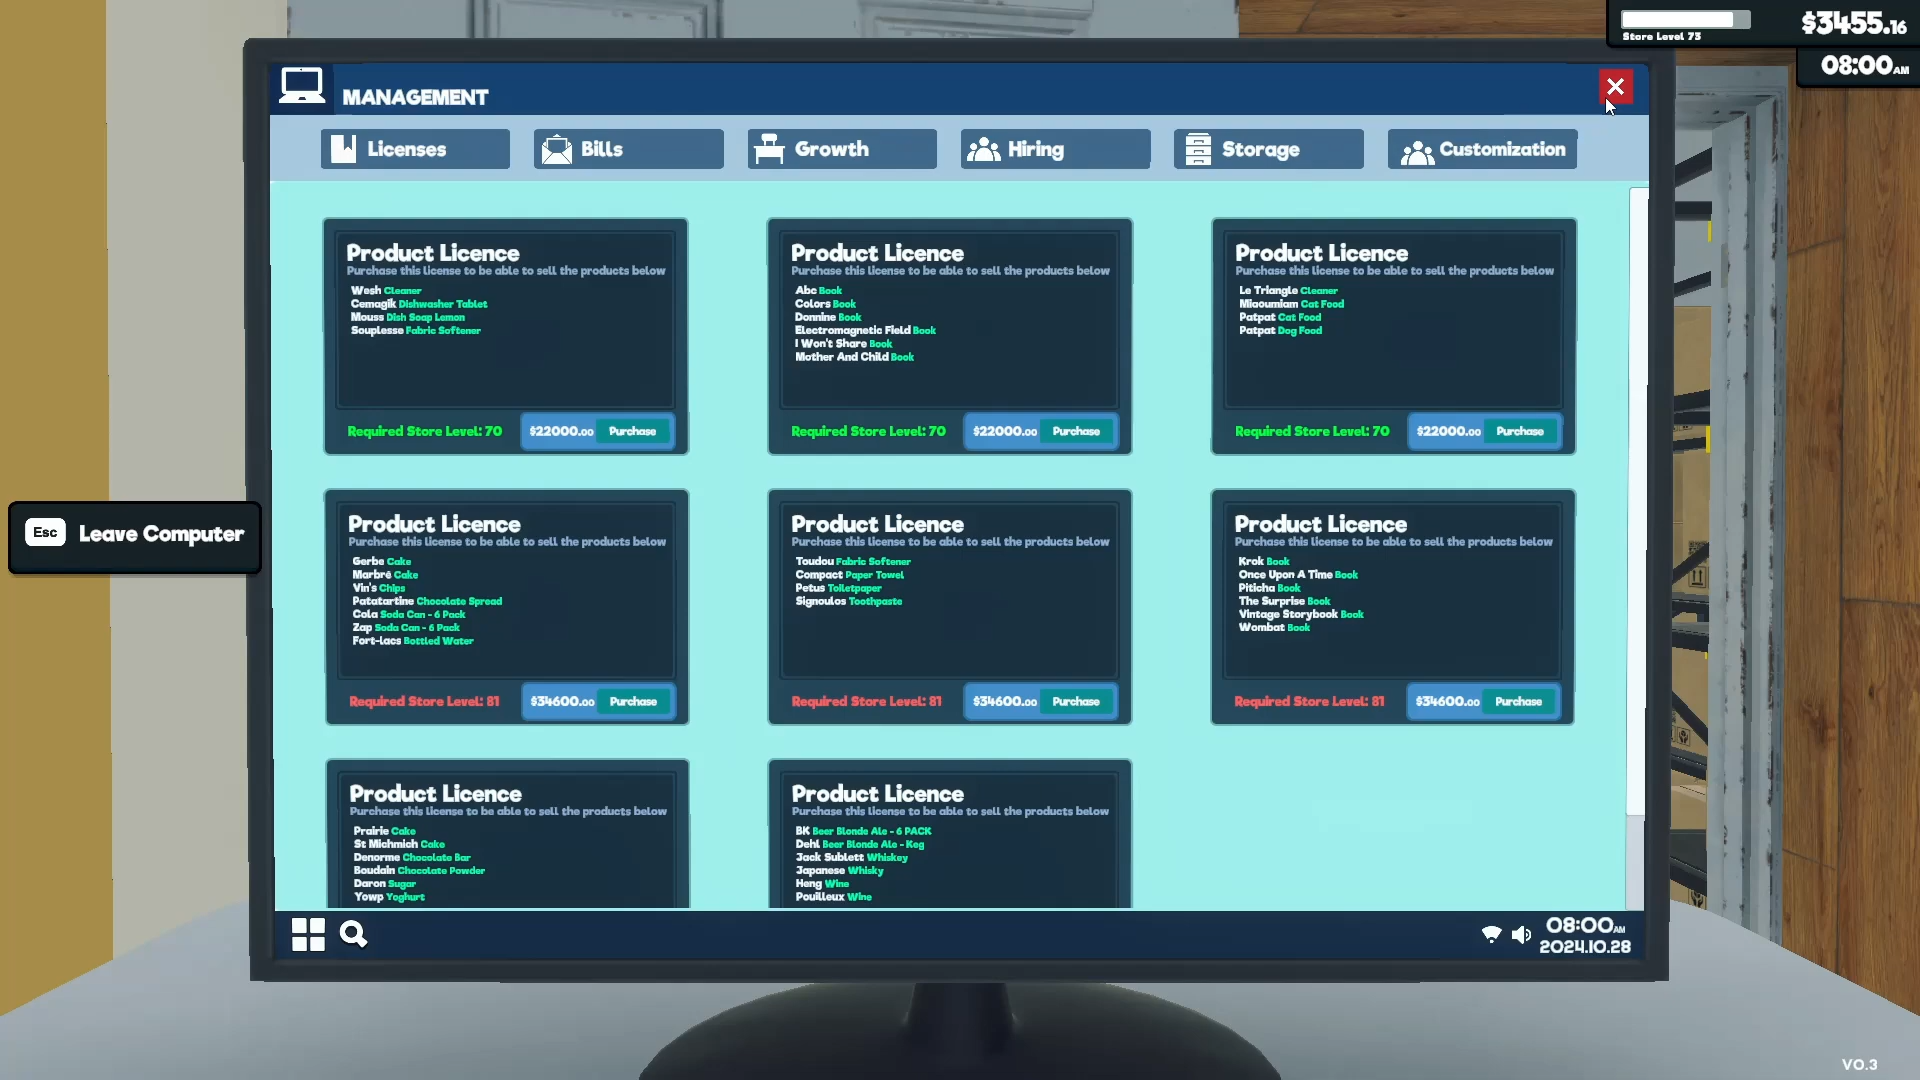 Store Level 73
$3455.16
08:00AM
MANAGEMENT
Licenses
Bills
Growth
Hiring
Storage
Customization
Product Licence
Purchase this license to be able to sell the products below
Wesh Cleaner
Cemagik Dishwasher Tablet
Mouss Dish Soap Lemon
Souplesse Fabric Softener
Required Store Level: 70
$22000.00 Purchase
Product Licence
Purchase this license to be able to sell the products below
Abc Book
Colors Book
Donnine Book
Electromagnetic Field Book
I Won't Share Book
Mother And Child Book
Required Store Level: 70
$22000.00 Purchase
Product Licence
Purchase this license to be able to sell the products below
Le Triangle Cleaner
Miaoumiam Cat Food
Patpat Cat Food
Patpat Dog Food
Required Store Level: 70
$22000.00 Purchase
Esc Leave Computer
Product Licence
Purchase this license to be able to sell the products below
Gerbe Cake
Marbré Cake
Vin's Chips
Patatartine Chocolate Spread
Cola Soda Can - 6 Pack
Zap Soda Can - 6 Pack
Fort-lacs Bottled Water
Required Store Level: 81
$34600.00 Purchase
Product Licence
Purchase this license to be able to sell the products below
Toudou Fabric Softener
Compact Paper Towel
Petus Toiletpaper
Signoulos Toothpaste
Required Store Level: 81
$34600.00 Purchase
Product Licence
Purchase this license to be able to sell the products below
Krok Book
Once Upon A Time Book
Piticha Book
The Surprise Book
Vintage Storybook Book
Wombat Book
Required Store Level: 81
$34600.00 Purchase
Product Licence
Purchase this license to be able to sell the products below
Prairie Cake
St Michmich Cake
Denorme Chocolate Bar
Boudain Chocolate Powder
Daron Sugar
Yowp Yoghurt
Product Licence
Purchase this license to be able to sell the products below
BK Beer Blonde Ale - 6 PACK
Dehl Beer Blonde Ale - Keg
Jack Sublett Whiskey
Japanese Whisky
Heng Wine
Pouilleux Wine
08:00AM
2024.10.28
V0.3